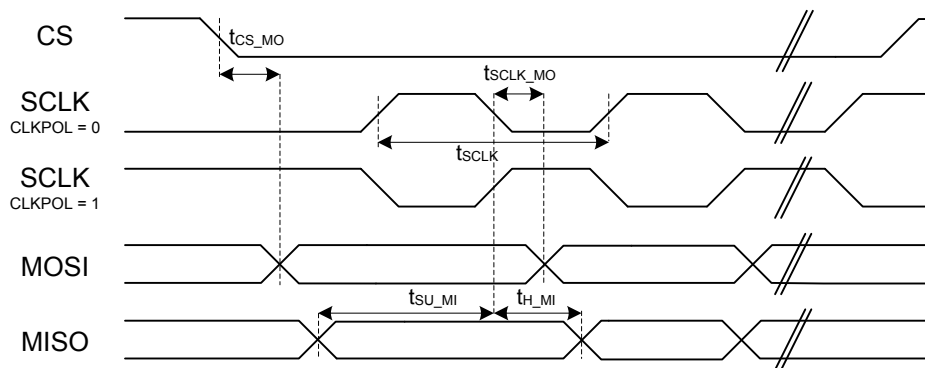 CS
tCS_MO
tSCLK_MO
SCLK
CLKPOL = 0
tSCLK
SCLK
CLKPOL = 1
MOSI
tSU_MI
tH_MI
MISO